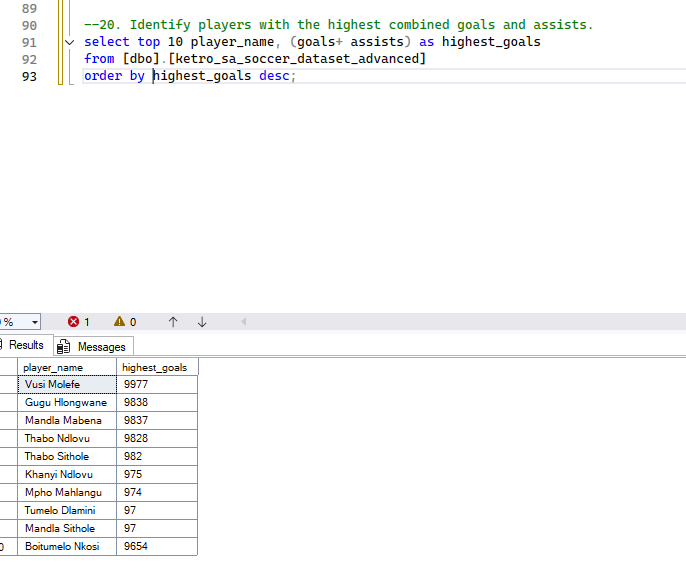 89
90 --20. Identify players with the highest combined goals and assists.
91 select top 10 player_name, (goals+ assists) as highest_goals
92 from [dbo].[ketro_sa_soccer_dataset_advanced]
93 order by highest_goals desc;
% 1 0
Results Messages
player_name highest_goals
Vusi Molefe 9977
Gugu Hlongwane 9838
Mandla Mabena 9837
Thabo Ndlovu 9828
Thabo Sithole 982
Khanyi Ndlovu 975
Mpho Mahlangu 974
Tumelo Dlamini 97
Mandla Sithole 97
0 Boitumelo Nkosi 9654